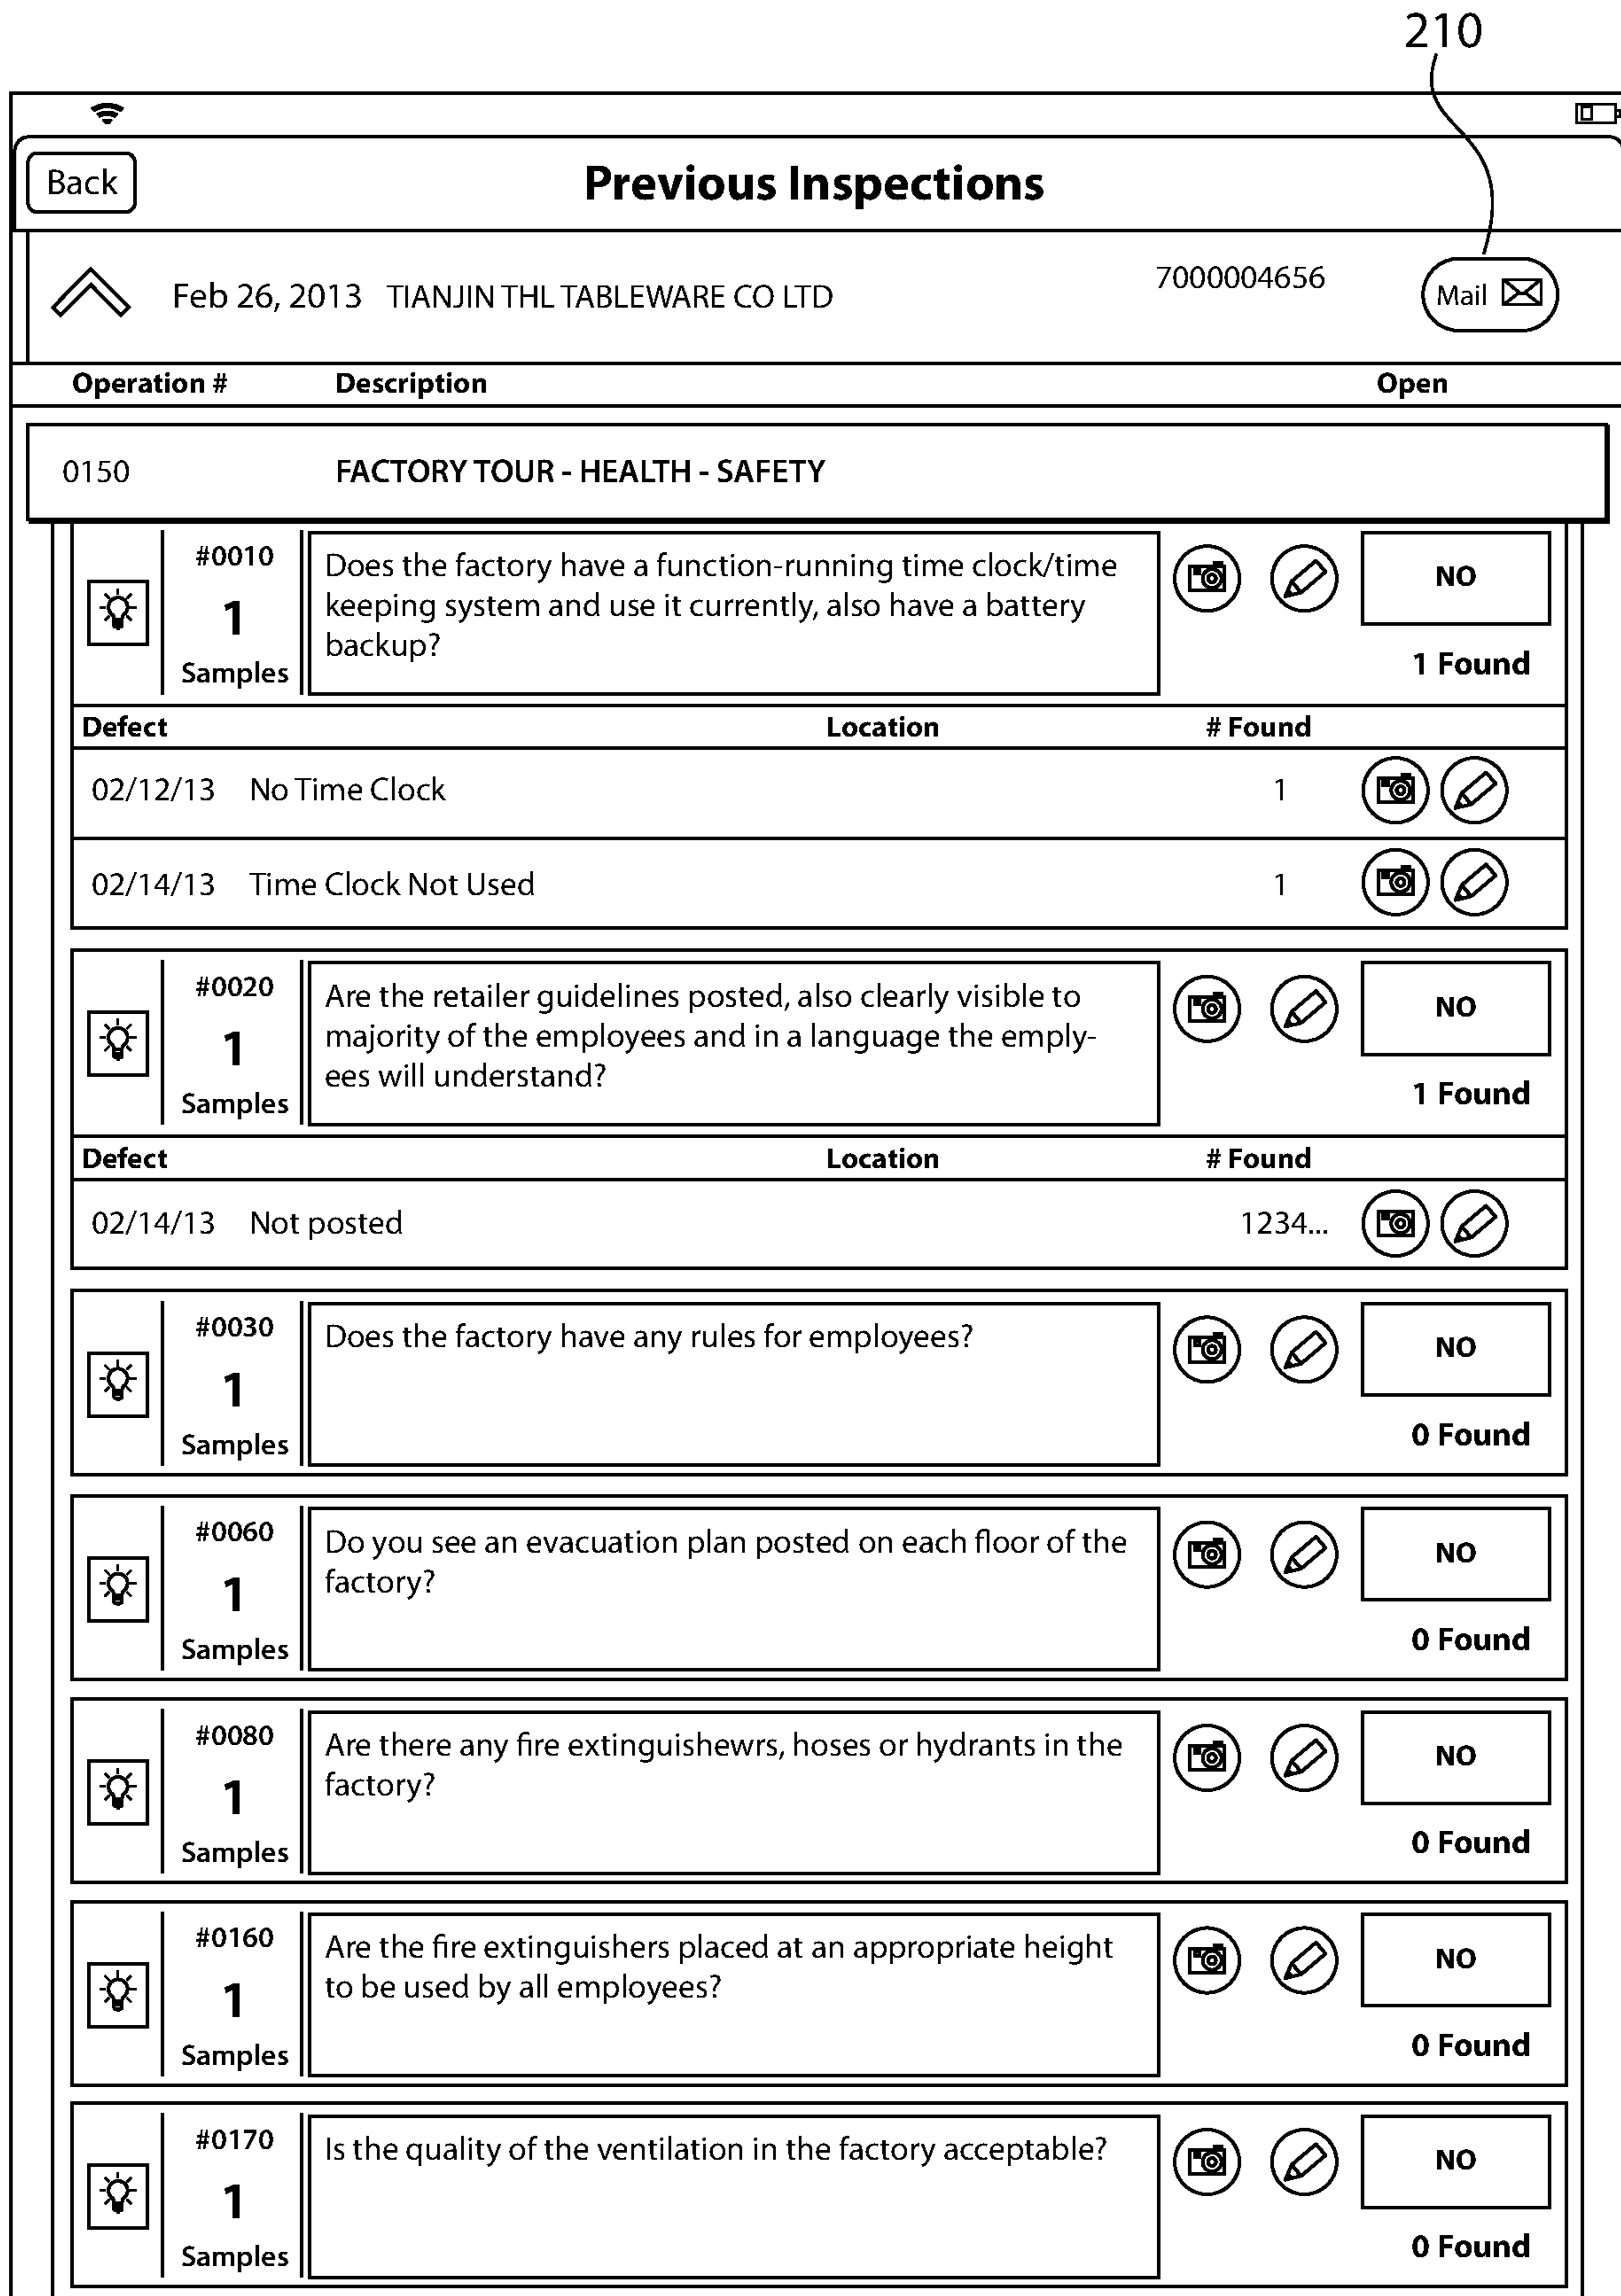 210
Back
Previous Inspections
Feb 26, 2013 TIANJIN THL TABLEWARE CO LTD 7000004656 Mail
Operation # Description Open
0150 FACTORY TOUR - HEALTH - SAFETY
#0010
1
Samples
Does the factory have a function-running time clock/time
keeping system and use it currently, also have a battery
backup?
NO
1 Found
Defect Location # Found
02/12/13 No Time Clock 1
02/14/13 Time Clock Not Used 1
#0020
1
Samples
Are the retailer guidelines posted, also clearly visible to
majority of the employees and in a language the emply-
ees will understand?
NO
1 Found
Defect Location # Found
02/14/13 Not posted 1234...
#0030
1
Samples
Does the factory have any rules for employees?
NO
0 Found
#0060
1
Samples
Do you see an evacuation plan posted on each floor of the
factory?
NO
0 Found
#0080
1
Samples
Are there any fire extinguishewrs, hoses or hydrants in the
factory?
NO
0 Found
#0160
1
Samples
Are the fire extinguishers placed at an appropriate height
to be used by all employees?
NO
0 Found
#0170
1
Samples
Is the quality of the ventilation in the factory acceptable?
NO
0 Found